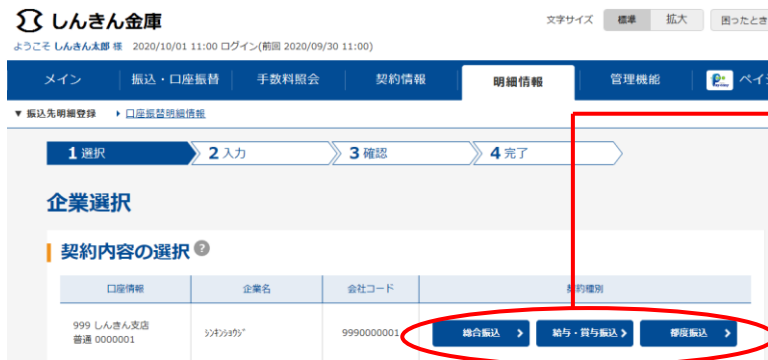 しんきん金庫
文字サイズ 標準 拡大 困ったとき
ようこそ しんきん太郎 様 2020/10/01 11:00 ログイン(前回 2020/09/30 11:00)
メイン 振込・口座振替 手数料照会 契約情報 明細情報 管理機能 ペイジ
▼ 振込先明細登録 口座振替明細情報
1 選択 2 入力 3 確認 4 完了
企業選択
契約内容の選択 ?
口座情報 企業名 会社コード 契約種別
999 しんきん支店
普通 0000001
ｼﾝｷﾝｼｮｳｼﾞ 9990000001 総合振込 給与・賞与振込 都度振込